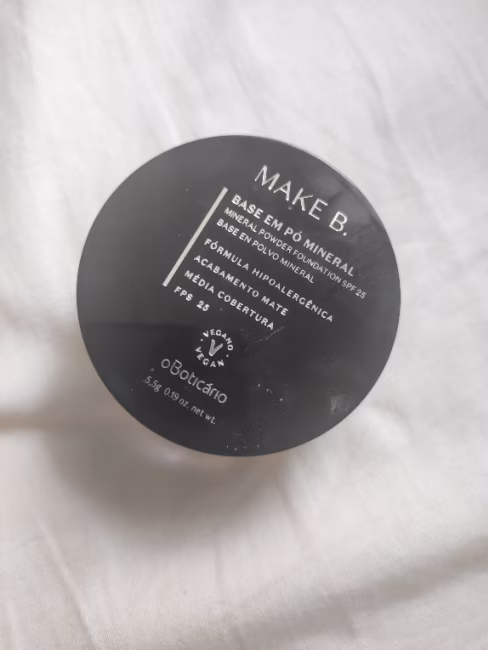 MAKE B.
BASE EM PÓ MINERAL
MINERAL POWDER FOUNDATION SPF 25
BASE EN POLVO MINERAL
FÓRMULA HIPOALERGÊNICA
ACABAMENTO MATE
MÉDIA COBERTURA
FPS 25
VEGANO
V
VEGAN
oBoticário
5,5g 0.19 oz. net wt.